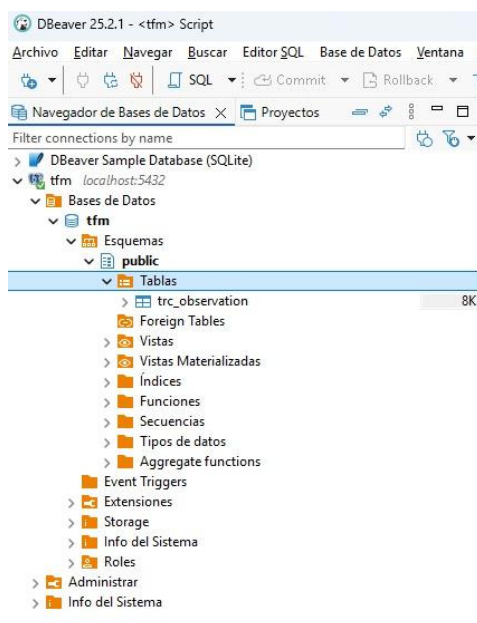 DBeaver 25.2.1 - <tfm> Script
Archivo Editar Navegar Buscar Editor SQL Base de Datos Ventana
SQL Commit Rollback
Navegador de Bases de Datos Proyectos
Filter connections by name
DBeaver Sample Database (SQLite)
tfm localhost:5432
Bases de Datos
tfm
Esquemas
public
Tablas
trc_observation 8K
Foreign Tables
Vistas
Vistas Materializadas
Índices
Funciones
Secuencias
Tipos de datos
Aggregate functions
Event Triggers
Extensiones
Storage
Info del Sistema
Roles
Administrar
Info del Sistema